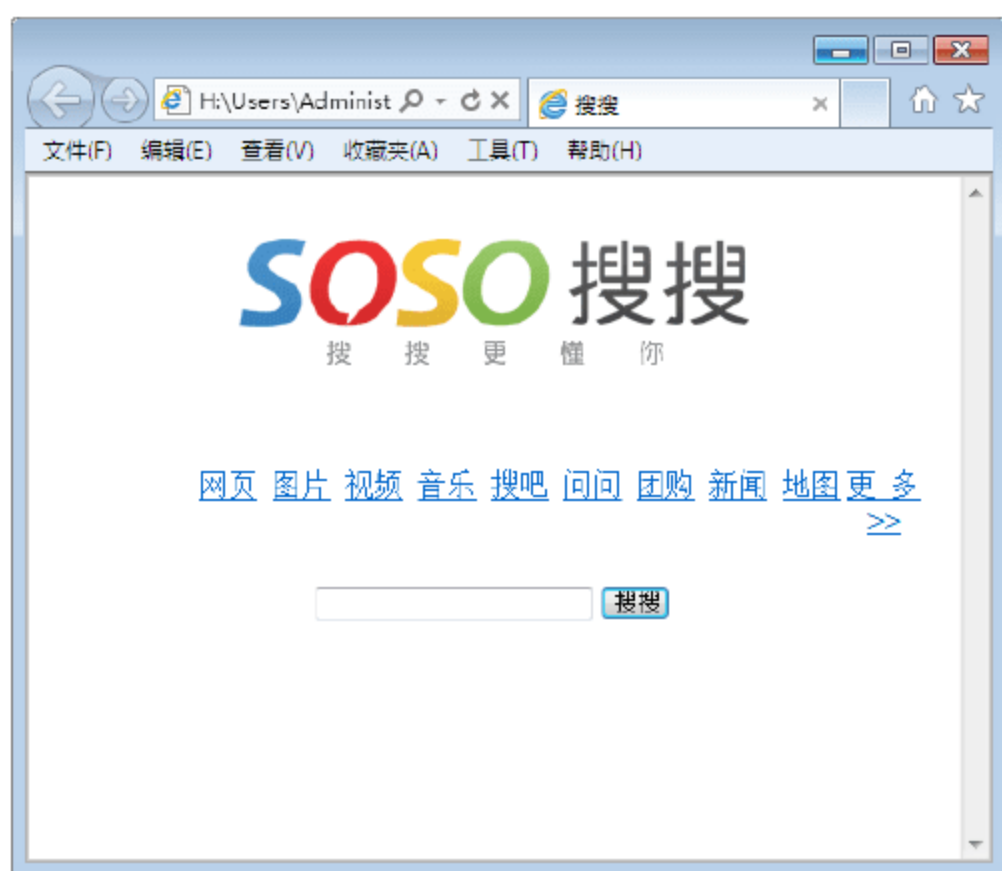 H:\Users\Administ
搜搜
文件(F) 编辑(E) 查看(V) 收藏夹(A) 工具(T) 帮助(H)
SOSO 搜搜
搜 搜 更 懂 你
网页 图片 视频 音乐 搜吧 问问 团购 新闻 地图 更 多
>>
搜搜